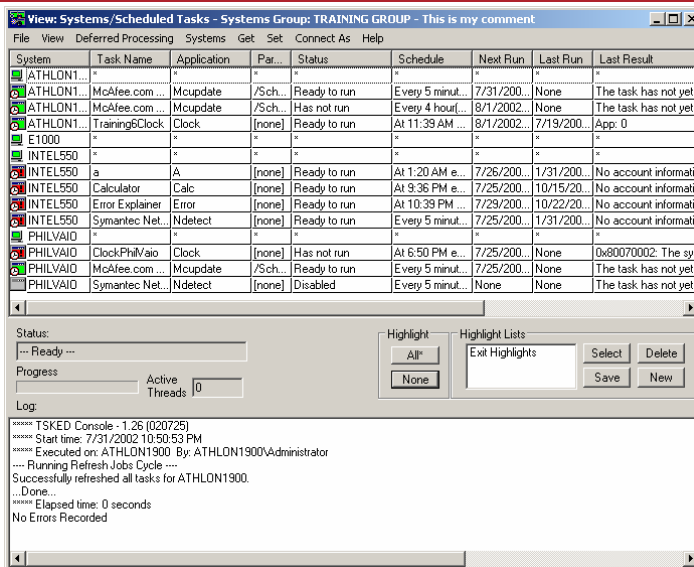 View: Systems/Scheduled Tasks - Systems Group: TRAINING GROUP - This is my comment
File View Deferred Processing Systems Get Set Connect As Help
System Task Name Application Par... Status Schedule Next Run Last Run Last Result
ATHLON1... * * * * * * * *
ATHLON1... McAfee.com ... Mcupdate /Sch... Ready to run Every 5 minut... 7/31/200... None The task has not yet
ATHLON1... McAfee.com ... Mcupdate /Sch... Has not run Every 4 hour(... 8/1/2002... None The task has not yet
ATHLON1... Training6Clock Clock [none] Ready to run At 11:39 AM ... 8/1/2002... 7/19/200... App: 0
E1000 * * * * * * * *
INTEL550 * * * * * * * *
INTEL550 a A [none] Ready to run At 1:20 AM e... 7/26/200... 1/31/200... No account informati
INTEL550 Calculator Calc [none] Ready to run At 9:36 PM e... 7/25/200... 10/15/20... No account informati
INTEL550 Error Explainer Error [none] Ready to run At 10:39 PM ... 7/29/200... 10/22/20... No account informati
INTEL550 Symantec Net... Ndetect [none] Ready to run Every 5 minut... 7/25/200... 1/31/200... No account informati
PHILVAIO * * * * * * * *
PHILVAIO ClockPhilVaio Clock [none] Has not run At 6:50 PM e... 7/25/200... None 0x80070002: The sy
PHILVAIO McAfee.com ... Mcupdate /Sch... Ready to run Every 5 minut... 7/25/200... None The task has not yet
PHILVAIO Symantec Net... Ndetect [none] Disabled Every 5 minut... None None The task has not yet
Status:
--- Ready ---
Progress
Active Threads 0
Highlight
All*
None
Highlight Lists
Exit Highlights
Select Delete
Save New
Log:
***** TSKED Console - 1.26 (020725)
***** Start time: 7/31/2002 10:50:53 PM
***** Executed on: ATHLON1900 By: ATHLON1900\Administrator
---- Running Refresh Jobs Cycle ----
Successfully refreshed all tasks for ATHLON1900.
...Done...
***** Elapsed time: 0 seconds
No Errors Recorded